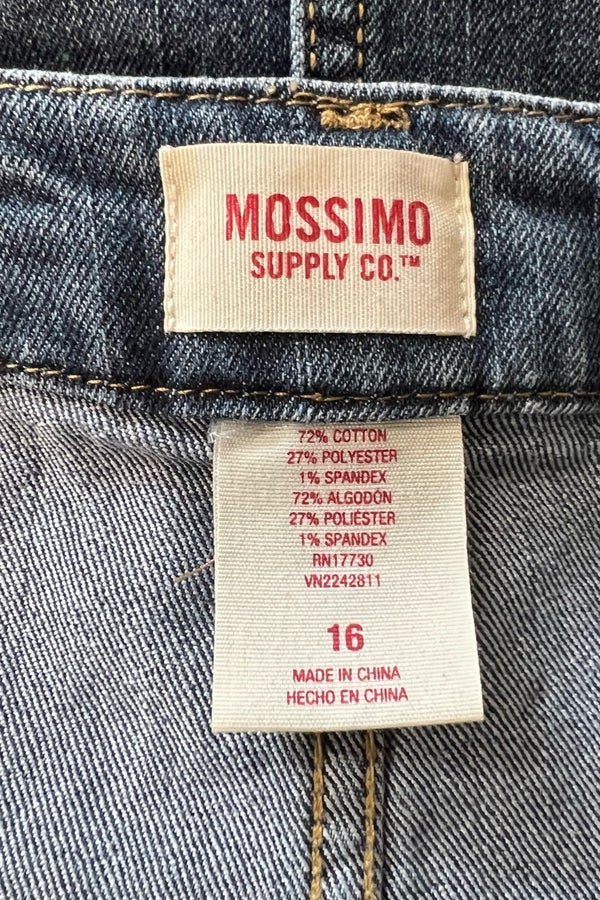 MOSSIMO
SUPPLY CO.™
72% COTTON
27% POLYESTER
1% SPANDEX
72% ALGODÓN
27% POLIÉSTER
1% SPANDEX
RN17730
VN2242811
16
MADE IN CHINA
HECHO EN CHINA